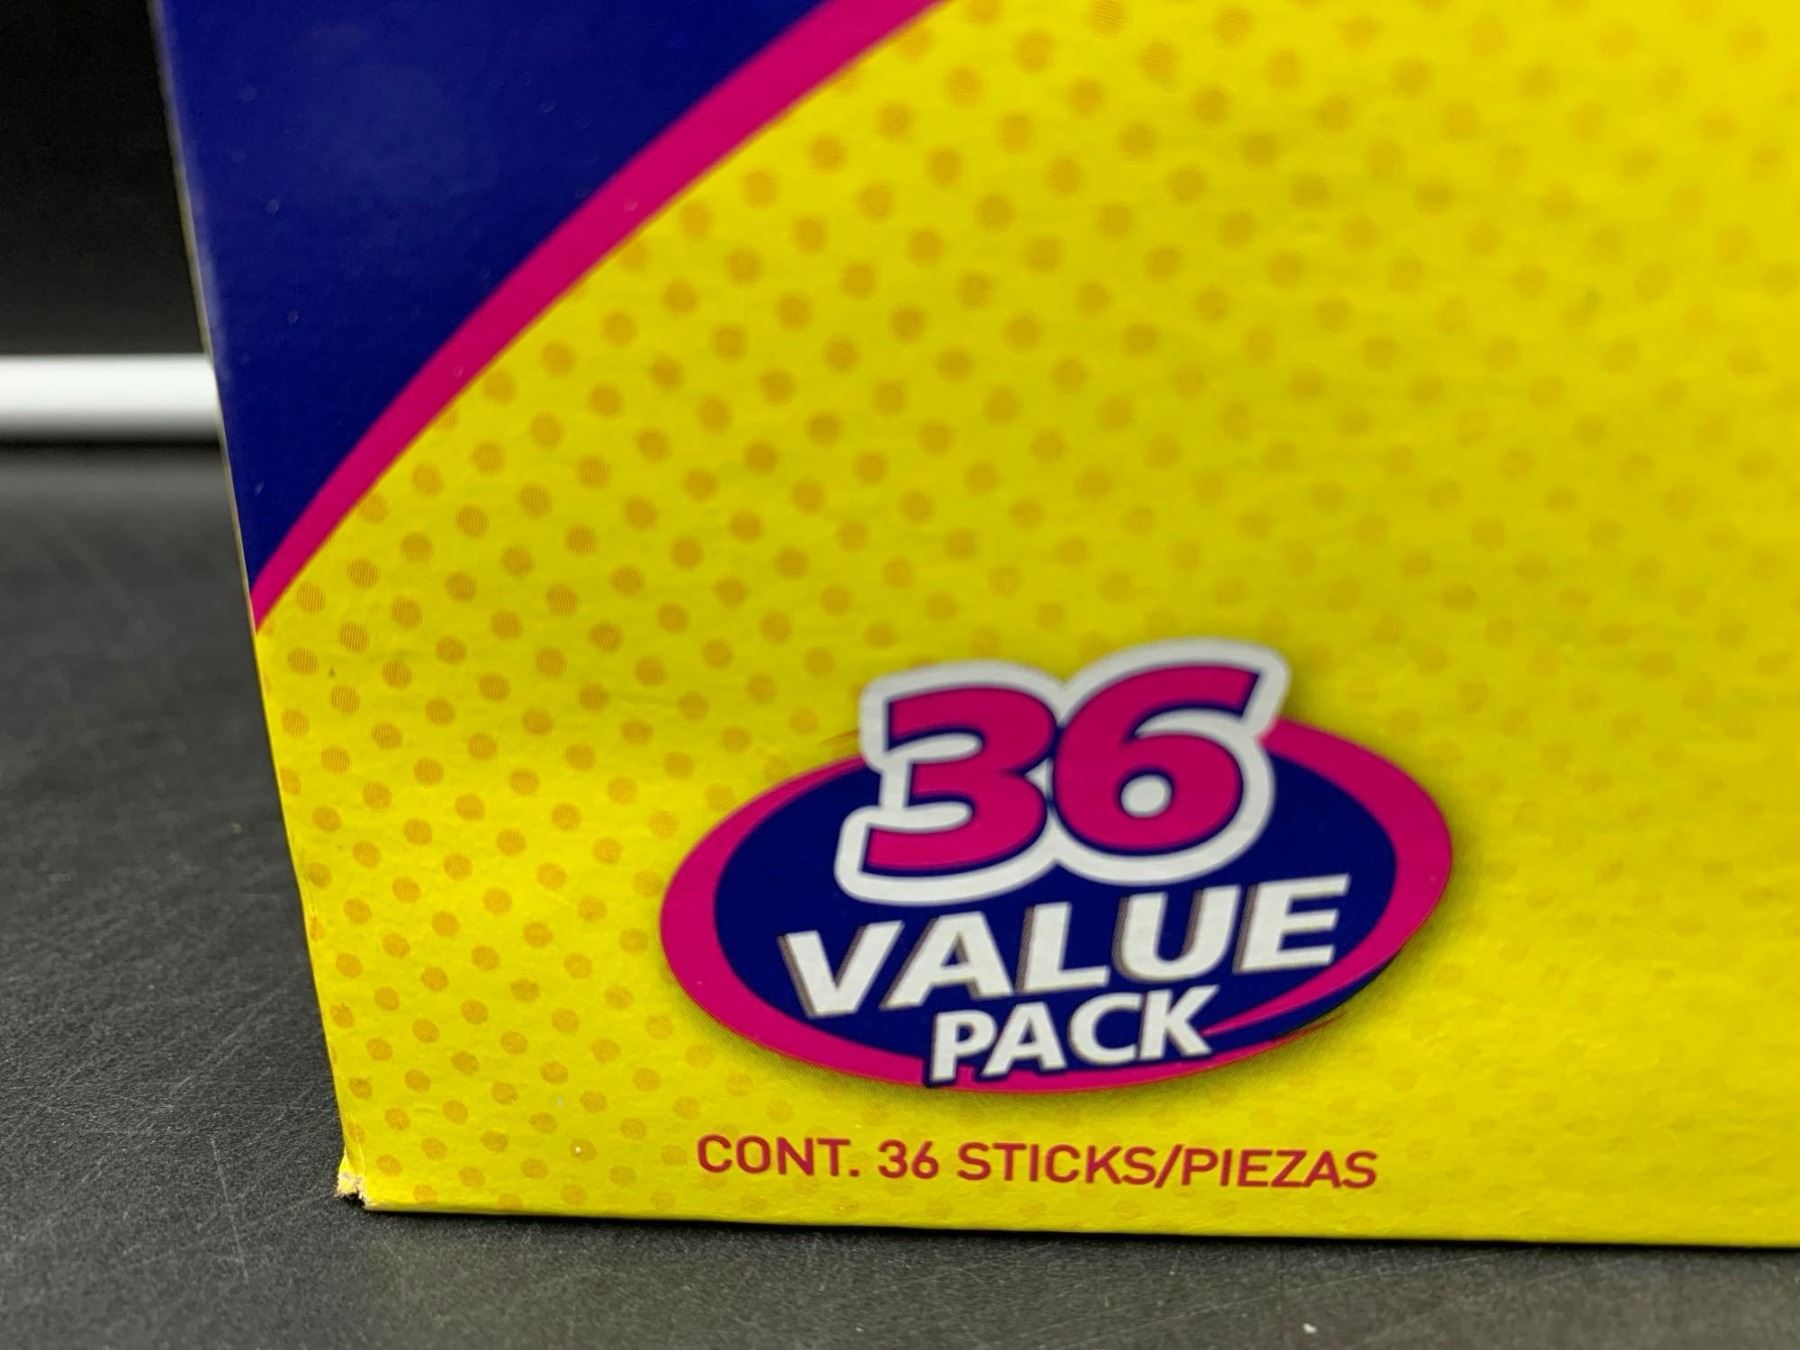 36
VALUE
PACK
CONT. 36 STICKS/PIEZAS